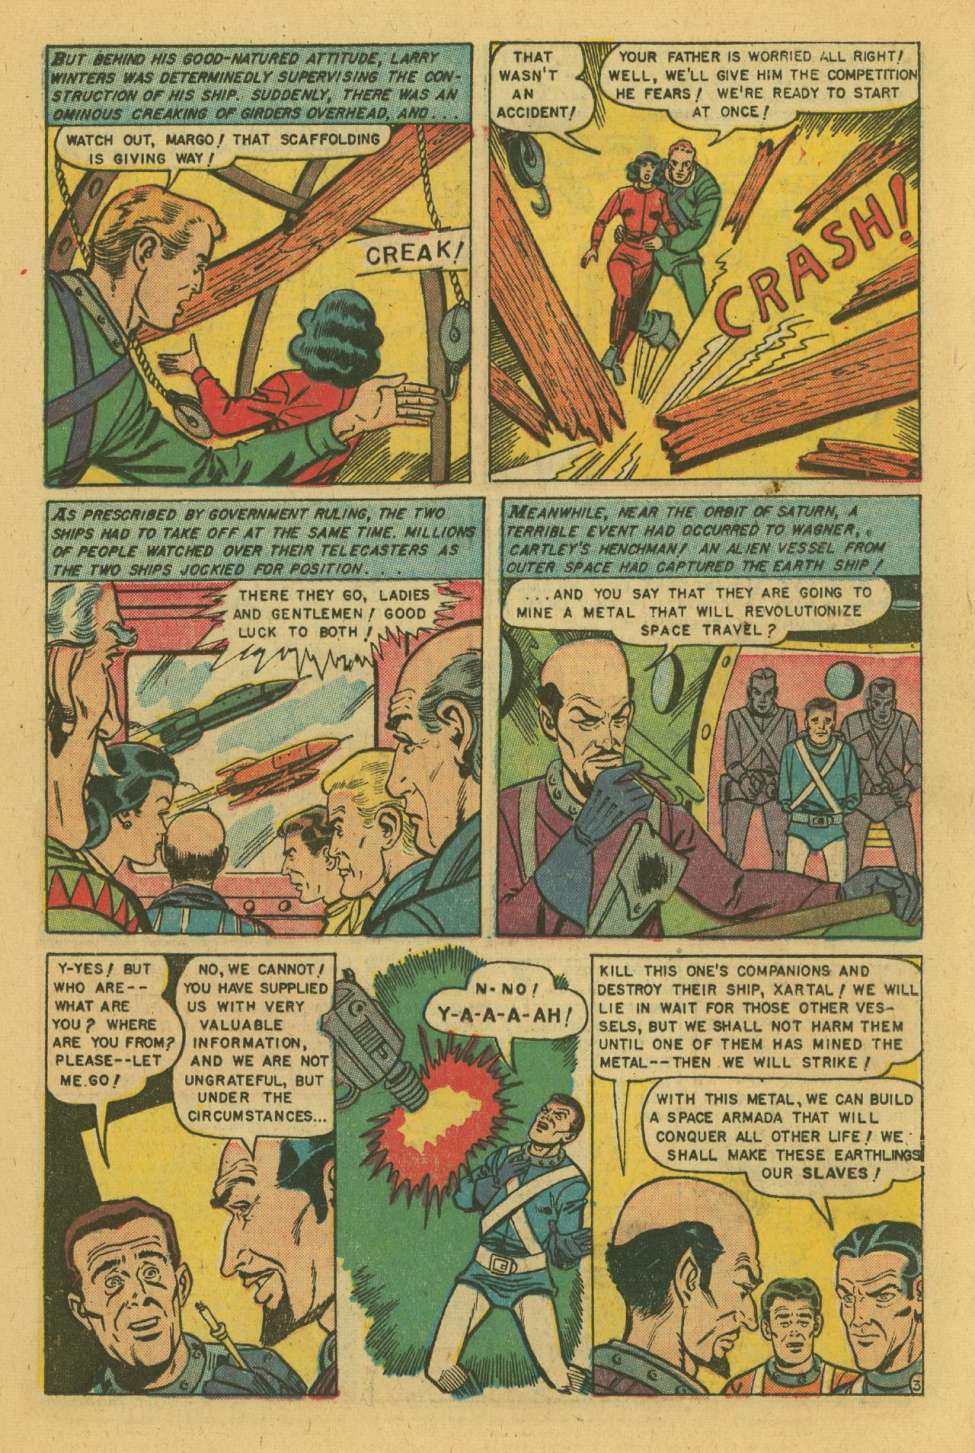 BUT BEHIND HIS GOOD-NATURED ATTITUDE, LARRY
WINTERS WAS DETERMINEDLY SUPERVISING THE CON-
STRUCTION OF HIS SHIP. SUDDENLY, THERE WAS AN
OMINOUS CREAKING OF GIRDERS OVERHEAD, AND....
WATCH OUT, MARGO! THAT SCAFFOLDING
IS GIVING WAY!
CREAK!
THAT
WASN'T
AN
ACCIDENT!
YOUR FATHER IS WORRIED ALL RIGHT!
WELL, WE'LL GIVE HIM THE COMPETITION
HE FEARS! WE'RE READY TO START
AT ONCE!
CRASH!
AS PRESCRIBED BY GOVERNMENT RULING, THE TWO
SHIPS HAD TO TAKE OFF AT THE SAME TIME. MILLIONS
OF PEOPLE WATCHED OVER THEIR TELECASTERS AS
THE TWO SHIPS JOCKIED FOR POSITION...
THERE THEY GO, LADIES
AND GENTLEMEN! GOOD
LUCK TO BOTH!
MEANWHILE, NEAR THE ORBIT OF SATURN, A
TERRIBLE EVENT HAD OCCURRED TO WAGNER,
CARTLEY'S HENCHMAN! AN ALIEN VESSEL FROM
OUTER SPACE HAD CAPTURED THE EARTH SHIP!
...AND YOU SAY THAT THEY ARE GOING TO
MINE A METAL THAT WILL REVOLUTIONIZE
SPACE TRAVEL?
Y-YES! BUT
WHO ARE--
WHAT ARE
YOU? WHERE
ARE YOU FROM?
PLEASE--LET
ME GO!
NO, WE CANNOT!
YOU HAVE SUPPLIED
US WITH VERY
VALUABLE
INFORMATION,
AND WE ARE NOT
UNGRATEFUL, BUT
UNDER THE
CIRCUMSTANCES...
N-NO!
Y-A-A-A-AH!
KILL THIS ONE'S COMPANIONS AND
DESTROY THEIR SHIP, XARTAL! WE WILL
LIE IN WAIT FOR THOSE OTHER VES-
SELS, BUT WE SHALL NOT HARM THEM
UNTIL ONE OF THEM HAS MINED THE
METAL--THEN WE WILL STRIKE!
WITH THIS METAL, WE CAN BUILD
A SPACE ARMADA THAT WILL
CONQUER ALL OTHER LIFE! WE
SHALL MAKE THESE EARTHLINGS
OUR SLAVES!
3